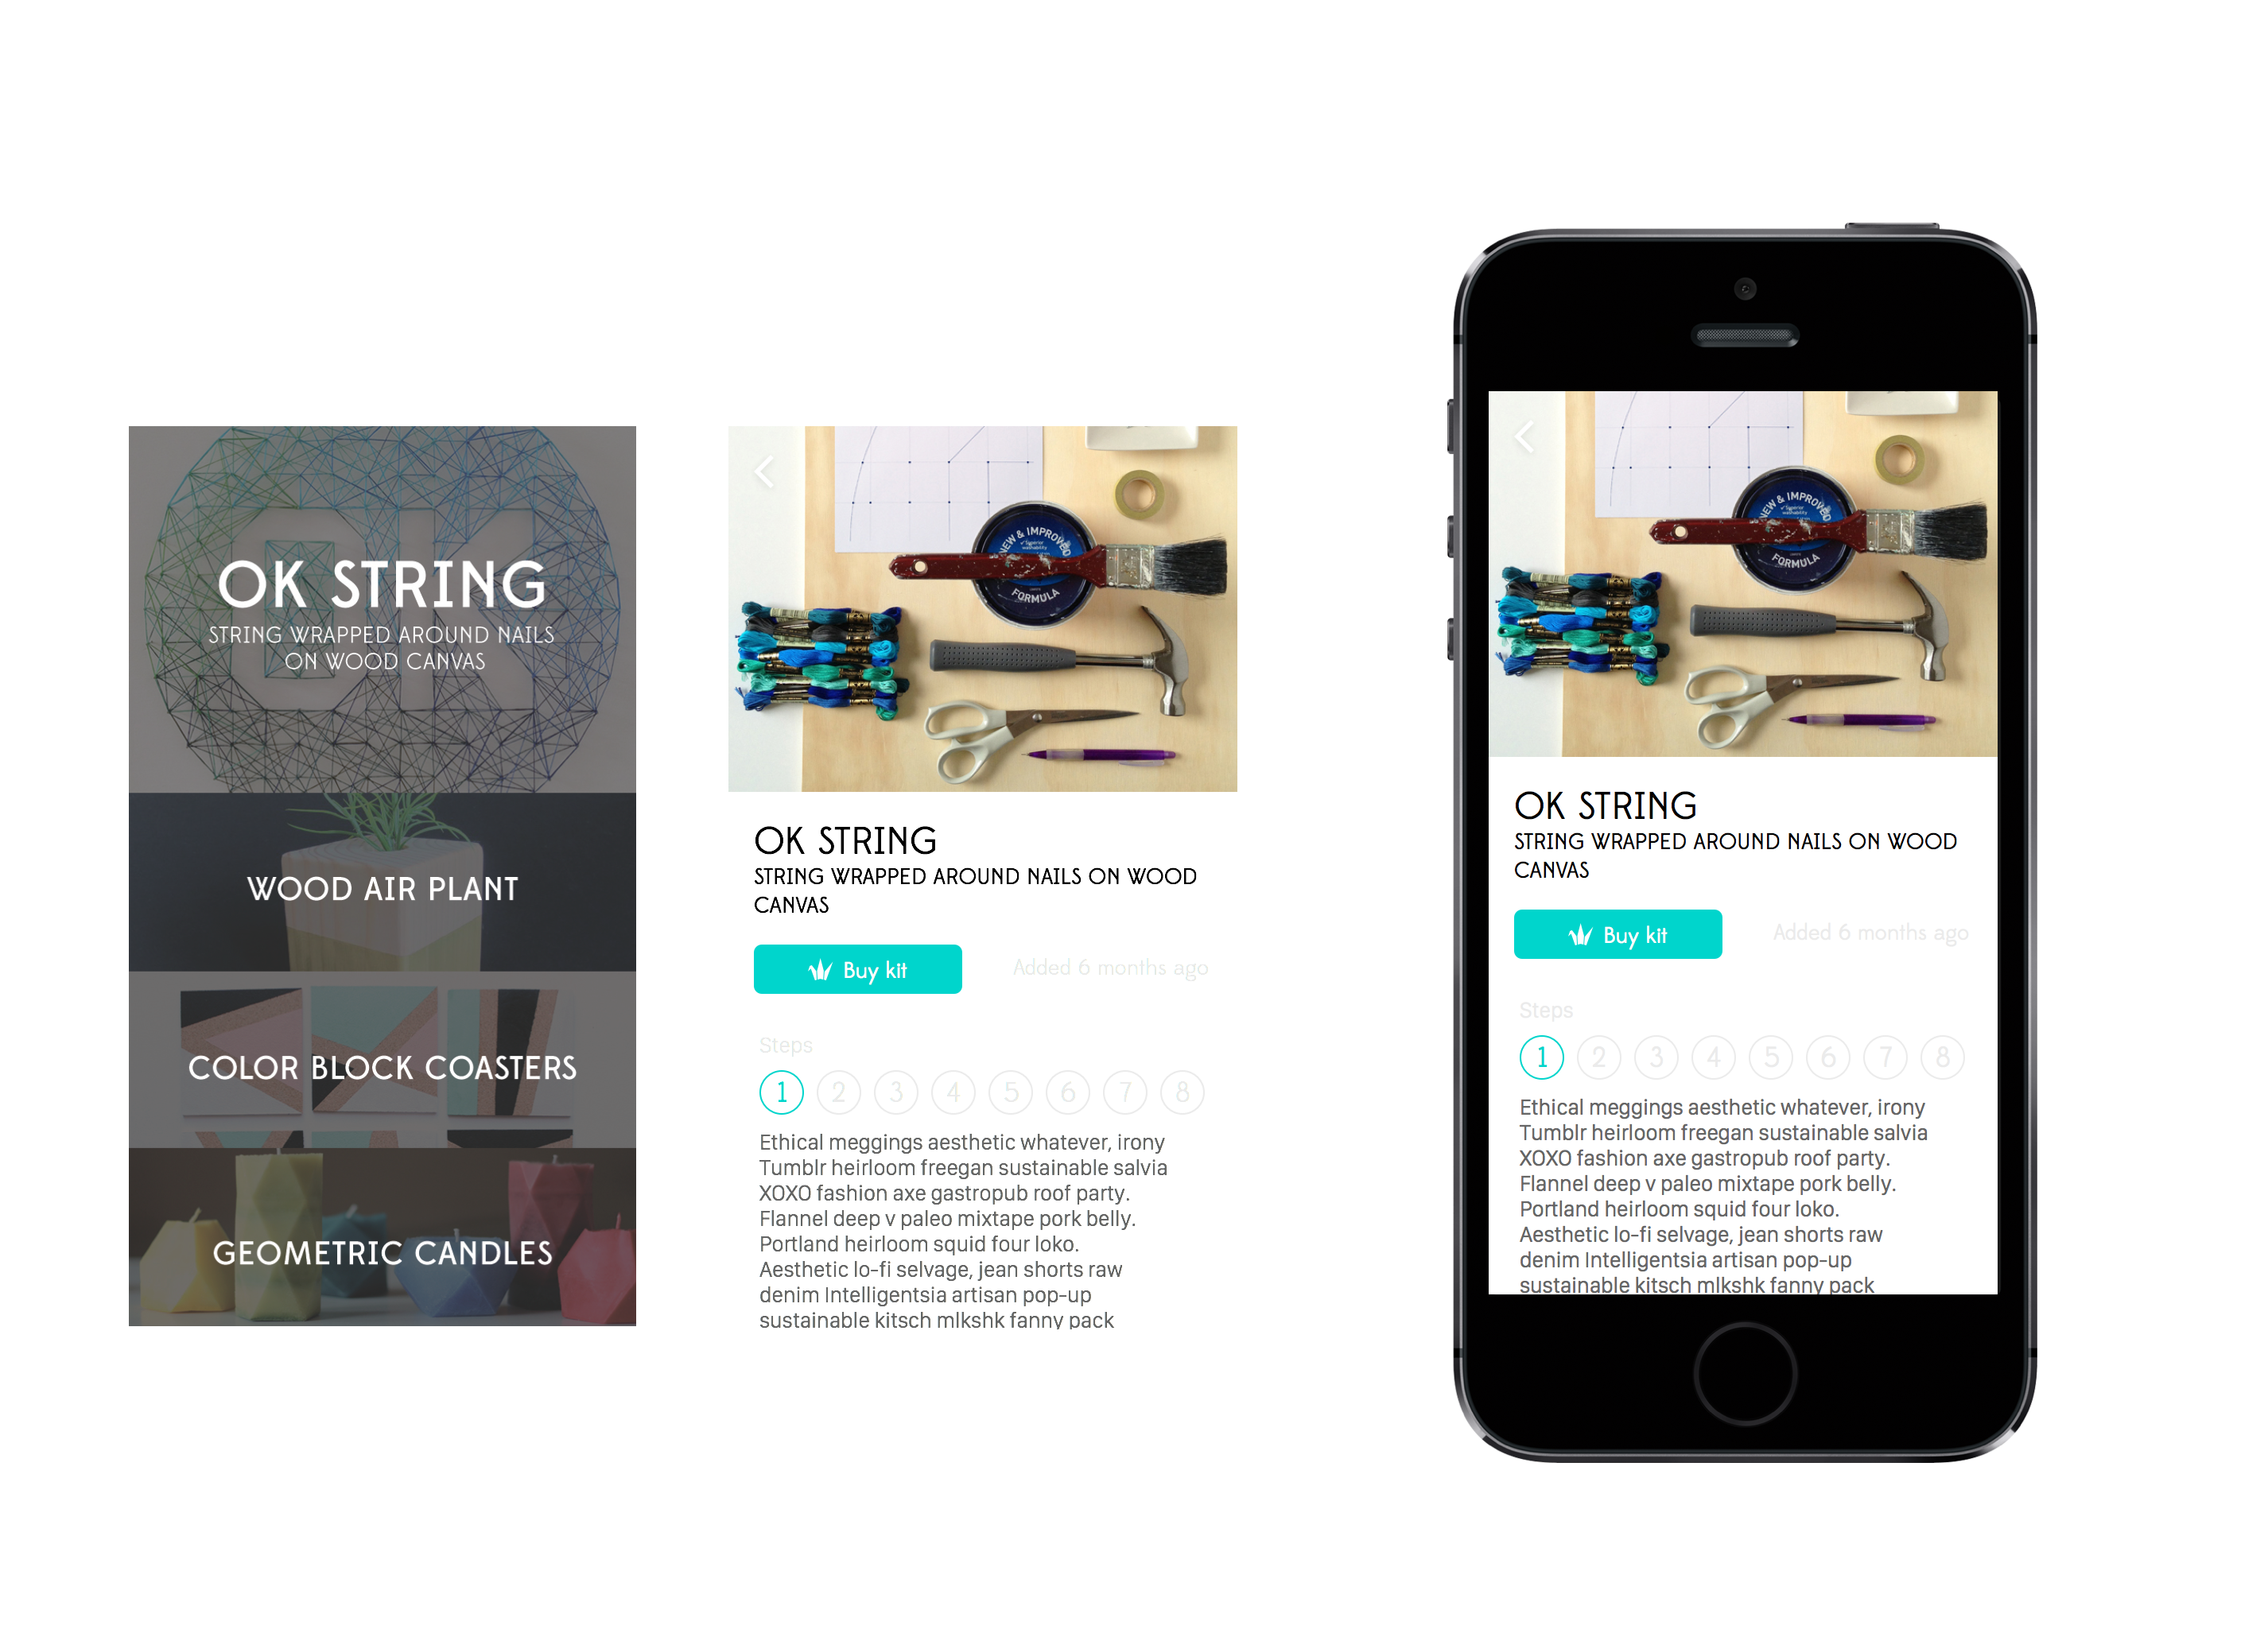 OK STRING
STRING WRAPPED AROUND NAILS
ON WOOD CANVAS
WOOD AIR PLANT
COLOR BLOCK COASTERS
GEOMETRIC CANDLES
NEW & IMPROVED
Superior
washability
FORMULA
OK STRING
STRING WRAPPED AROUND NAILS ON WOOD
CANVAS
Buy kit
Added 6 months ago
Steps
1 2 3 4 5 6 7 8
Ethical meggings aesthetic whatever, irony
Tumblr heirloom freegan sustainable salvia
XOXO fashion axe gastropub roof party.
Flannel deep v paleo mixtape pork belly.
Portland heirloom squid four loko.
Aesthetic lo-fi selvage, jean shorts raw
denim Intelligentsia artisan pop-up
sustainable kitsch mlkshk fanny pack
NEW & IMPROVED
Superior
washability
FORMULA
OK STRING
STRING WRAPPED AROUND NAILS ON WOOD
CANVAS
Buy kit
Added 6 months ago
Steps
1 2 3 4 5 6 7 8
Ethical meggings aesthetic whatever, irony
Tumblr heirloom freegan sustainable salvia
XOXO fashion axe gastropub roof party.
Flannel deep v paleo mixtape pork belly.
Portland heirloom squid four loko.
Aesthetic lo-fi selvage, jean shorts raw
denim Intelligentsia artisan pop-up
sustainable kitsch mlkshk fanny pack